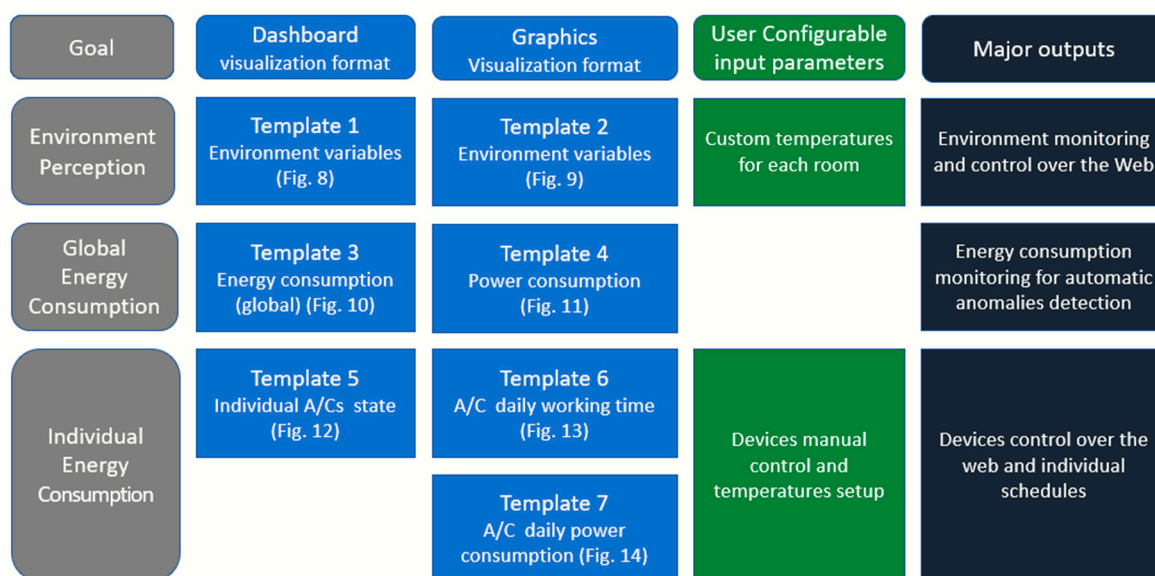 Goal
Dashboard
visualization format
Graphics
Visualization format
User Configurable
input parameters
Major outputs
Environment
Perception
Template 1
Environment variables
(Fig. 8)
Template 2
Environment variables
(Fig. 9)
Custom temperatures
for each room
Environment monitoring
and control over the Web
Global
Energy
Consumption
Template 3
Energy consumption
(global) (Fig. 10)
Template 4
Power consumption
(Fig. 11)
Energy consumption
monitoring for automatic
anomalies detection
Individual
Energy
Consumption
Template 5
Individual A/Cs state
(Fig. 12)
Template 6
A/C daily working time
(Fig. 13)
Template 7
A/C daily power
consumption (Fig. 14)
Devices manual
control and
temperatures setup
Devices control over the
web and individual
schedules